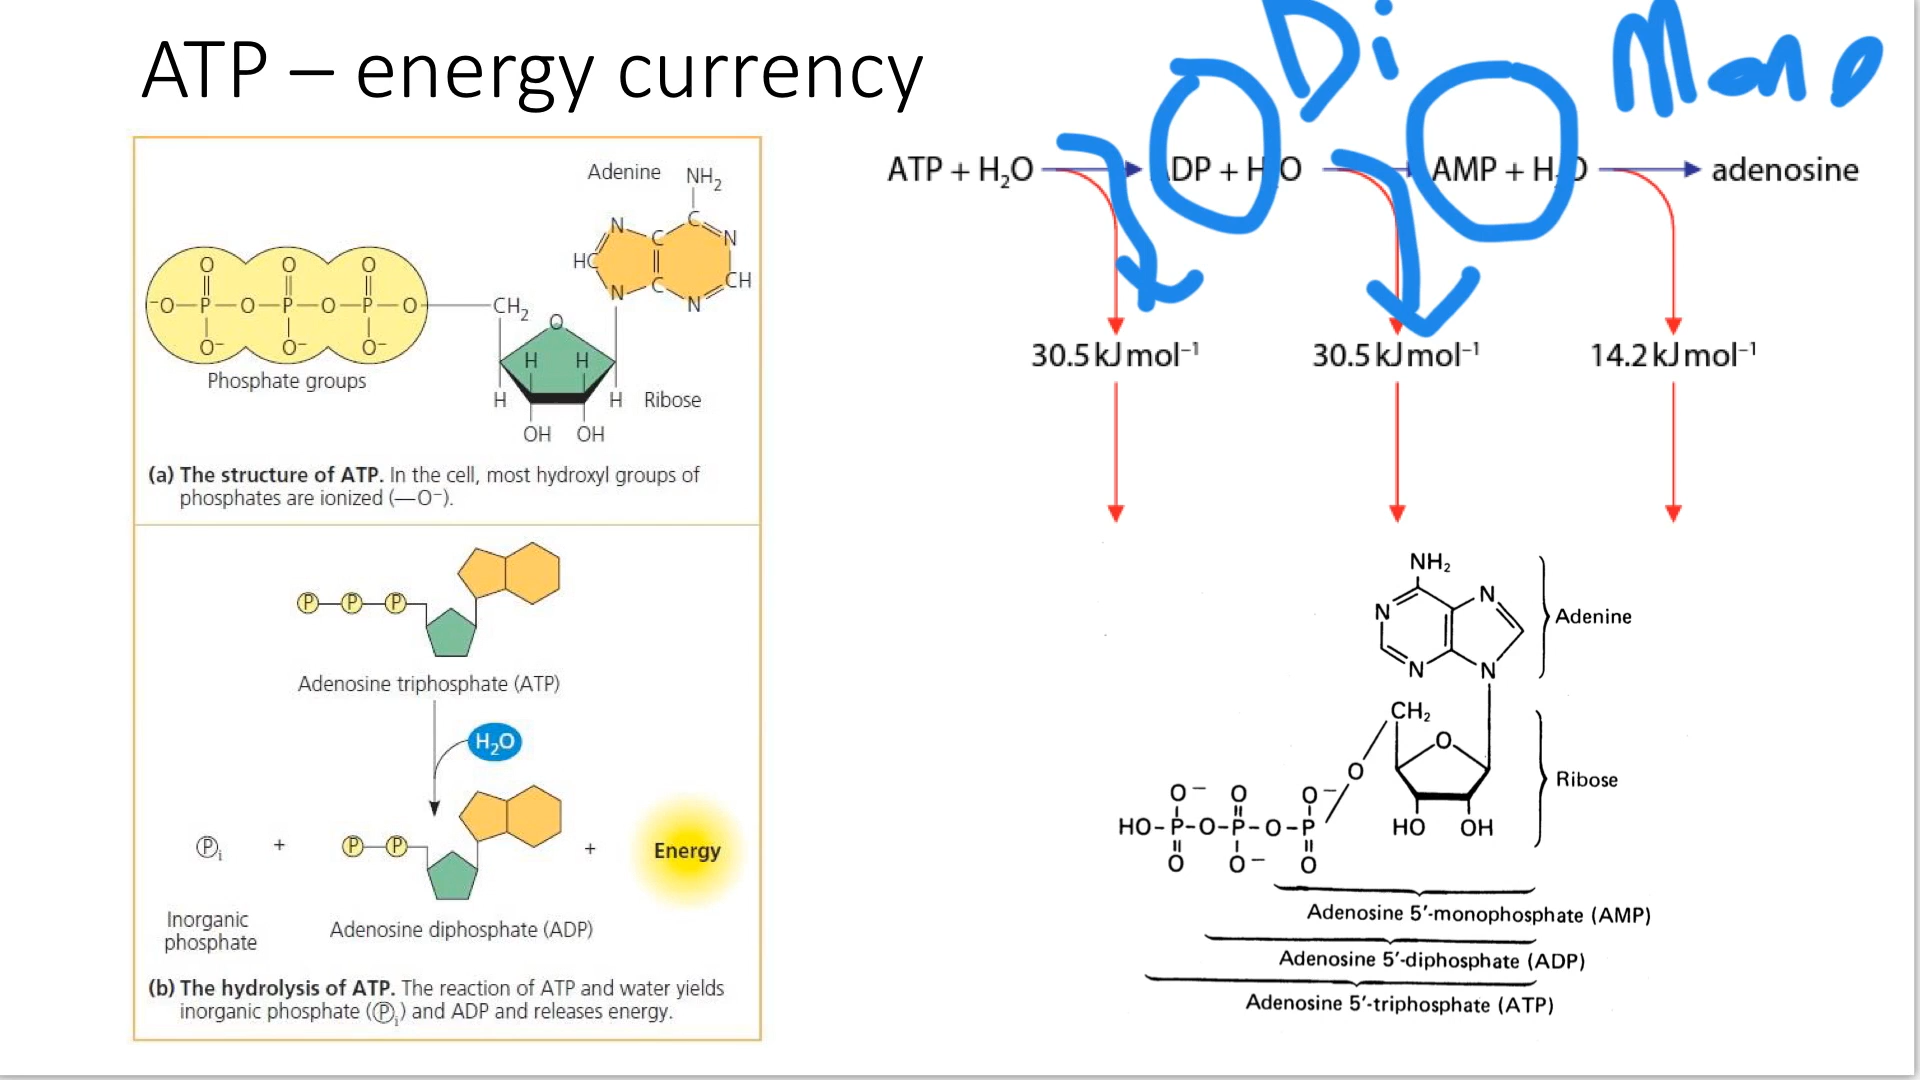 ATP – energy currency
Di
Mono
ATP + H₂O
DP + H O
AMP + H₂O
adenosine
30.5 kJ mol⁻¹
30.5 kJ mol⁻¹
14.2 kJ mol⁻¹
Adenine
NH₂
N
C
C
N
HC
CH
N
C
N
O
O
O
⁻O—P—O—P—O—P—O
CH₂
O⁻
O⁻
O⁻
O
H
H
H
H
OH
OH
Phosphate groups
Ribose
(a) The structure of ATP. In the cell, most hydroxyl groups of
phosphates are ionized (—O⁻).
P P P
Adenosine triphosphate (ATP)
H₂O
Pᵢ + P P + Energy
Inorganic
phosphate
Adenosine diphosphate (ADP)
(b) The hydrolysis of ATP. The reaction of ATP and water yields
inorganic phosphate (Pᵢ) and ADP and releases energy.
NH₂
N
N
N
N
Adenine
CH₂
O
O
Ribose
HO
OH
O⁻
O
O⁻
HO-P-O-P-O-P
O
O⁻
O
Adenosine 5′-monophosphate (AMP)
Adenosine 5′-diphosphate (ADP)
Adenosine 5′-triphosphate (ATP)